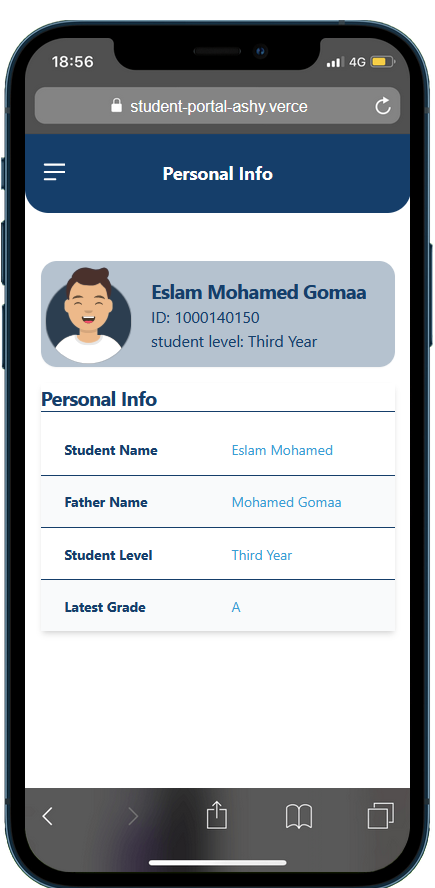 18:56
4G
student-portal-ashy.verce
Personal Info
Eslam Mohamed Gomaa
ID: 1000140150
student level: Third Year
Personal Info
Student Name Eslam Mohamed
Father Name Mohamed Gomaa
Student Level Third Year
Latest Grade A